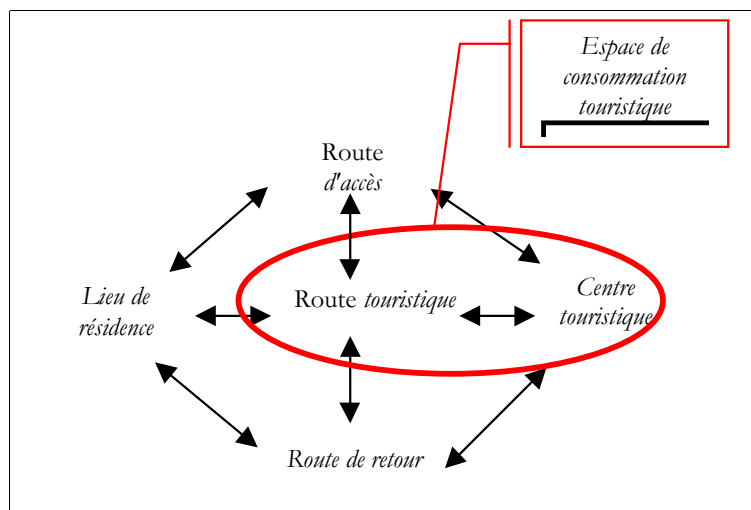 Espace de
consommation
touristique
Route
d'accès
Lieu de
résidence
Route touristique
Centre
touristique
Route de retour